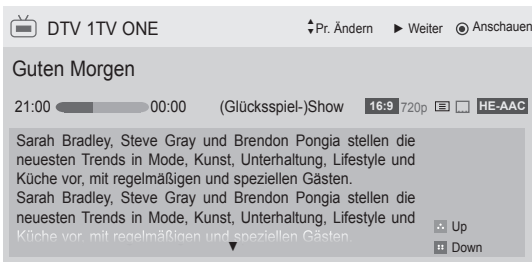 DTV 1TV ONE Pr. Ändern Weiter Anschauen
Guten Morgen
21:00 00:00 (Glücksspiel-)Show 16:9 720p HE-AAC
Sarah Bradley, Steve Gray und Brendon Pongia stellen die
neuesten Trends in Mode, Kunst, Unterhaltung, Lifestyle und
Küche vor, mit regelmäßigen und speziellen Gästen.
Sarah Bradley, Steve Gray und Brendon Pongia stellen die
neuesten Trends in Mode, Kunst, Unterhaltung, Lifestyle und
Küche vor, mit regelmäßigen und speziellen Gästen.
Up
Down